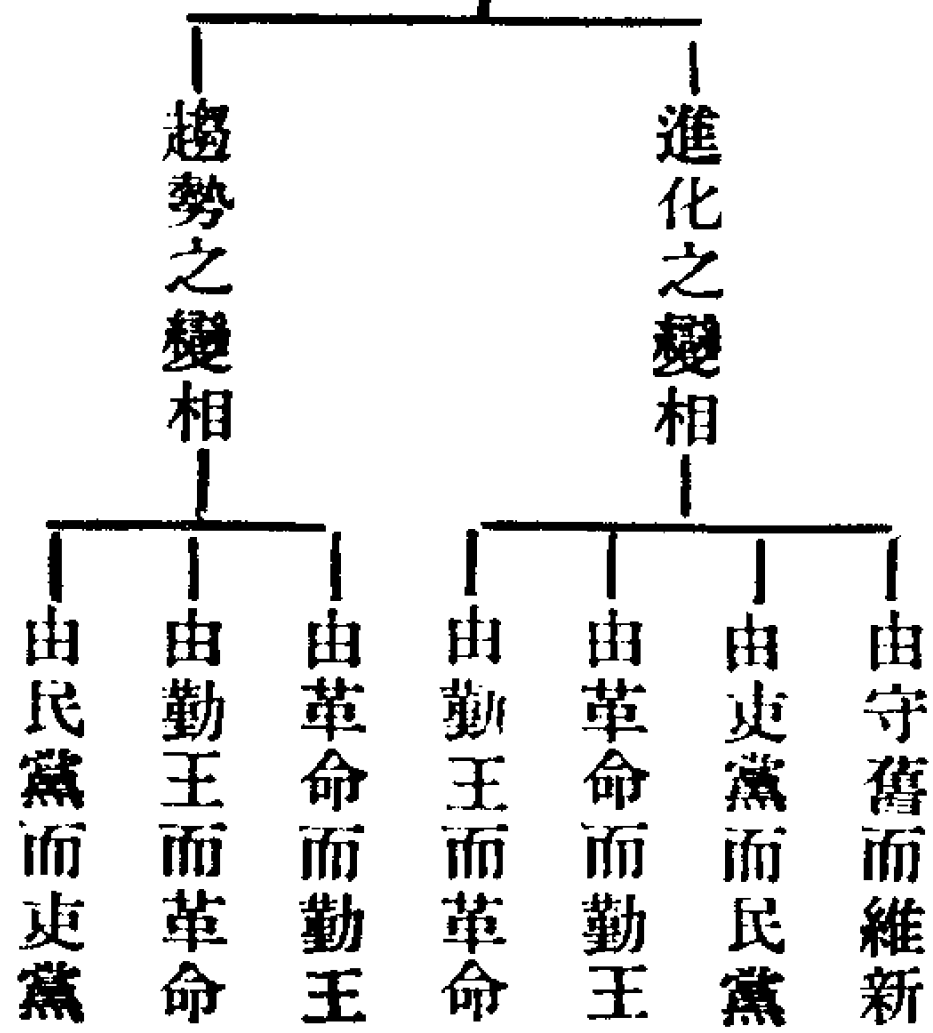 進化之變相
趨勢之變相
由守舊而維新
由吏黨而民黨
由革命而勤王
由勤王而革命
由革命而勤王
由勤王而革命
由民黨而吏黨